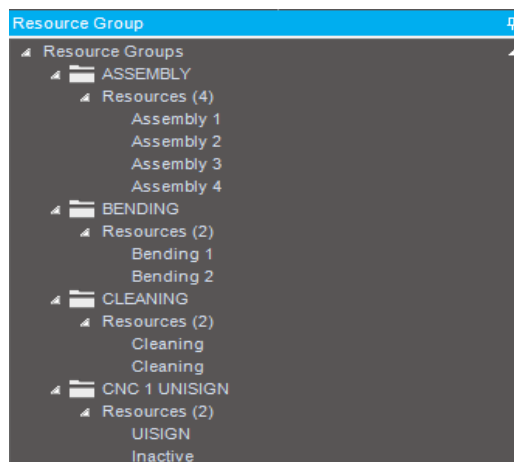 Resource Group
Resource Groups
ASSEMBLY
Resources (4)
Assembly 1
Assembly 2
Assembly 3
Assembly 4
BENDING
Resources (2)
Bending 1
Bending 2
CLEANING
Resources (2)
Cleaning
Cleaning
CNC 1 UNISIGN
Resources (2)
UISIGN
Inactive